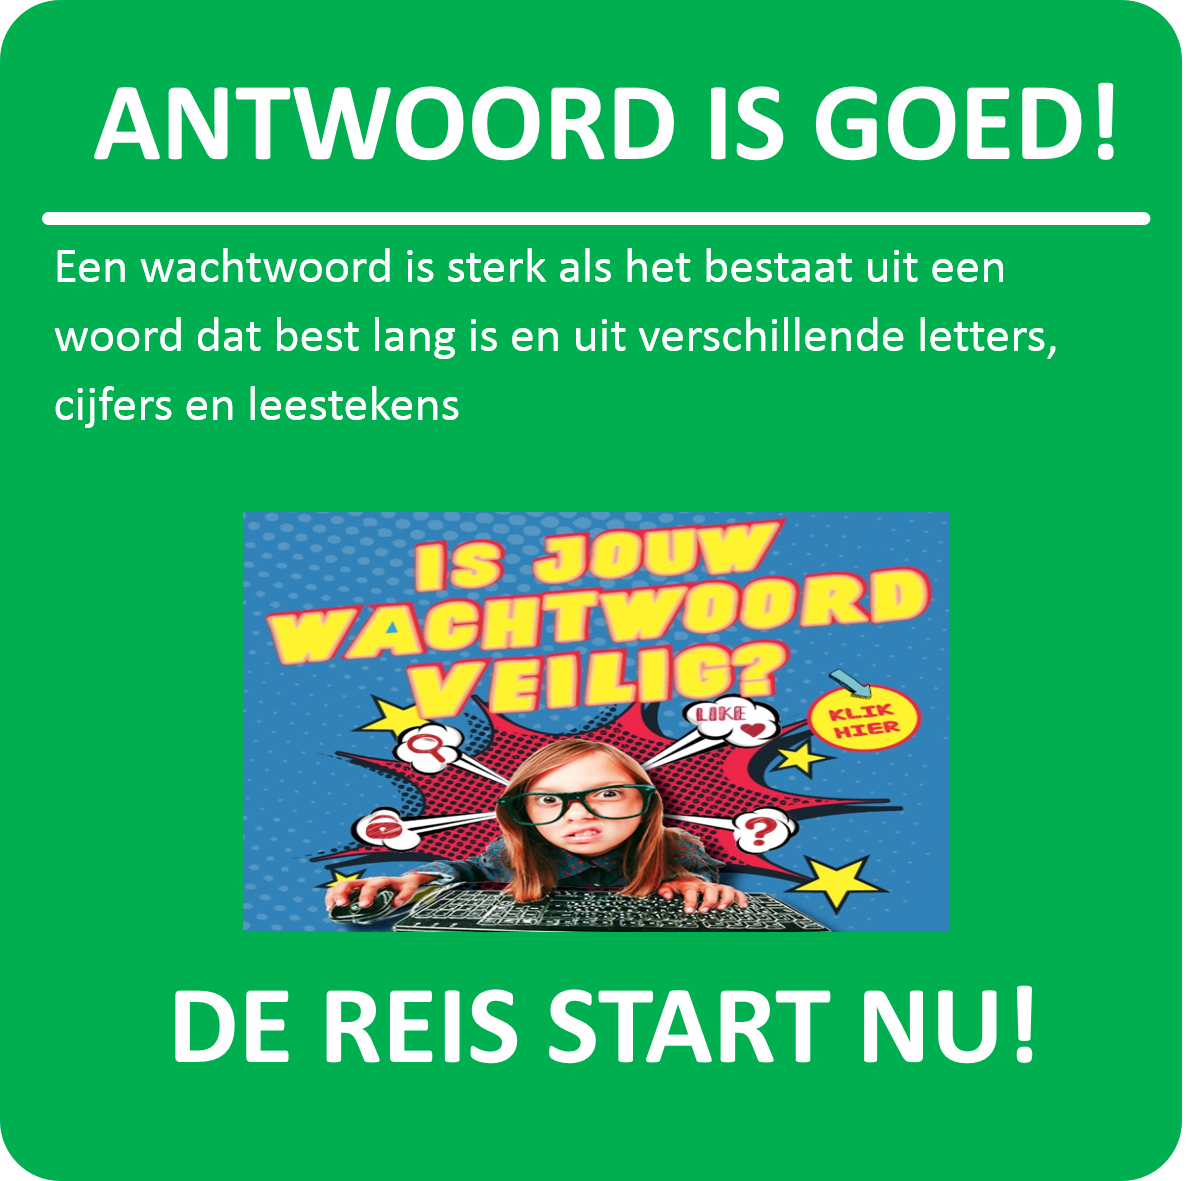 ANTWOORD IS GOED!
Een wachtwoord is sterk als het bestaat uit een
woord dat best lang is en uit verschillende letters,
cijfers en leestekens
IS JOUW
WACHTWOORD
VEILIG?
LIKE
KLIK
HIER
?
DE REIS START NU!